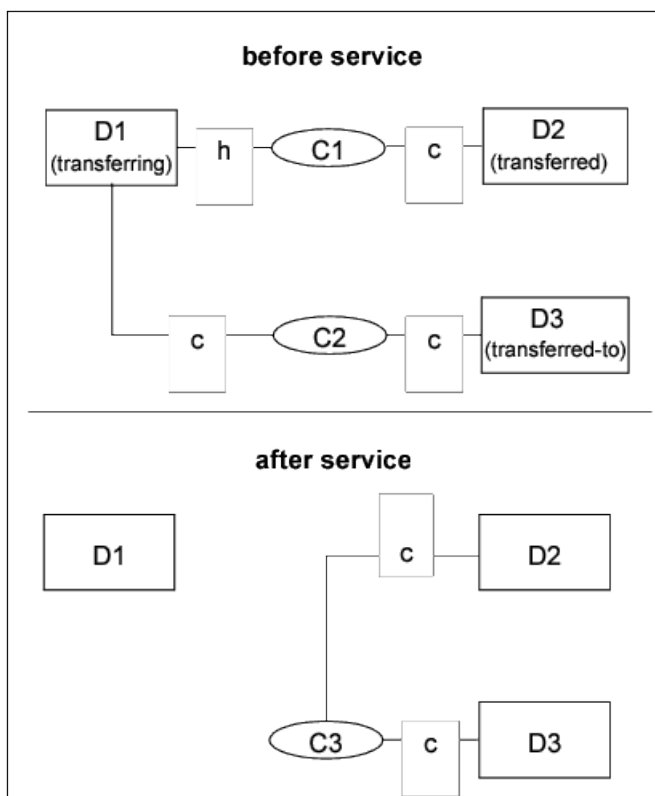 before service
D1
(transferring)
h
C1
c
D2
(transferred)
c
C2
c
D3
(transferred-to)
after service
D1
c
D2
C3
c
D3